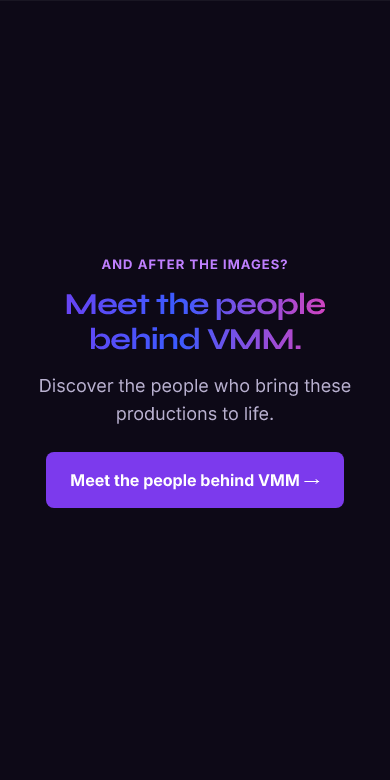 AND AFTER THE IMAGES?
Meet the people
behind VMM.
Discover the people who bring these
productions to life.
Meet the people behind VMM →